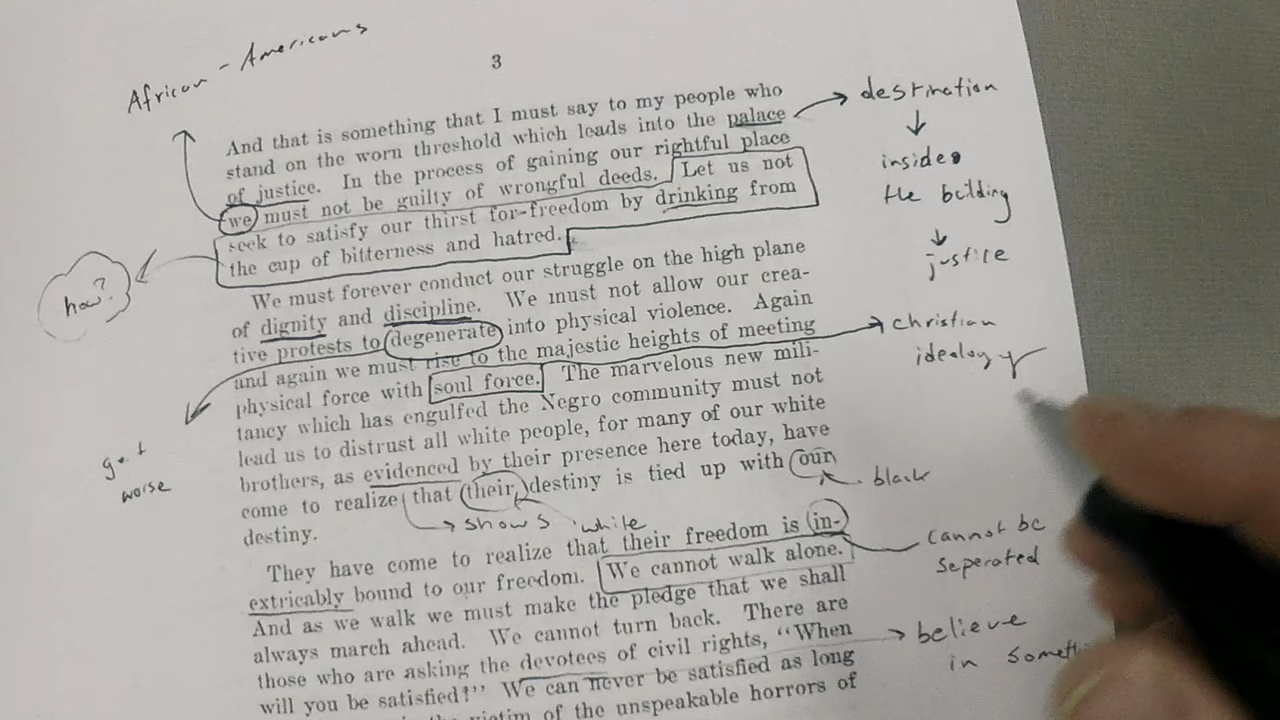 African - Americans
3
And that is something that I must say to my people who
stand on the worn threshold which leads into the palace
of justice. In the process of gaining our rightful place
we must not be guilty of wrongful deeds. Let us not
seek to satisfy our thirst for-freedom by drinking from
the cup of bitterness and hatred.
destination
inside
the building
justice
how?
We must forever conduct our struggle on the high plane
of dignity and discipline. We must not allow our crea-
tive protests to degenerate into physical violence. Again
and again we must rise to the majestic heights of meeting
physical force with soul force. The marvelous new mili-
tancy which has engulfed the Negro community must not
lead us to distrust all white people, for many of our white
brothers, as evidenced by their presence here today, have
come to realize that their destiny is tied up with our
destiny.
christian
ideology
get
worse
black
shows white
They have come to realize that their freedom is in-
extricably bound to our freedom. We cannot walk alone.
And as we walk we must make the pledge that we shall
always march ahead. We cannot turn back. There are
those who are asking the devotees of civil rights, "When
will you be satisfied?" We can never be satisfied as long
victim of the unspeakable horrors of
cannot be
seperated
believe
in